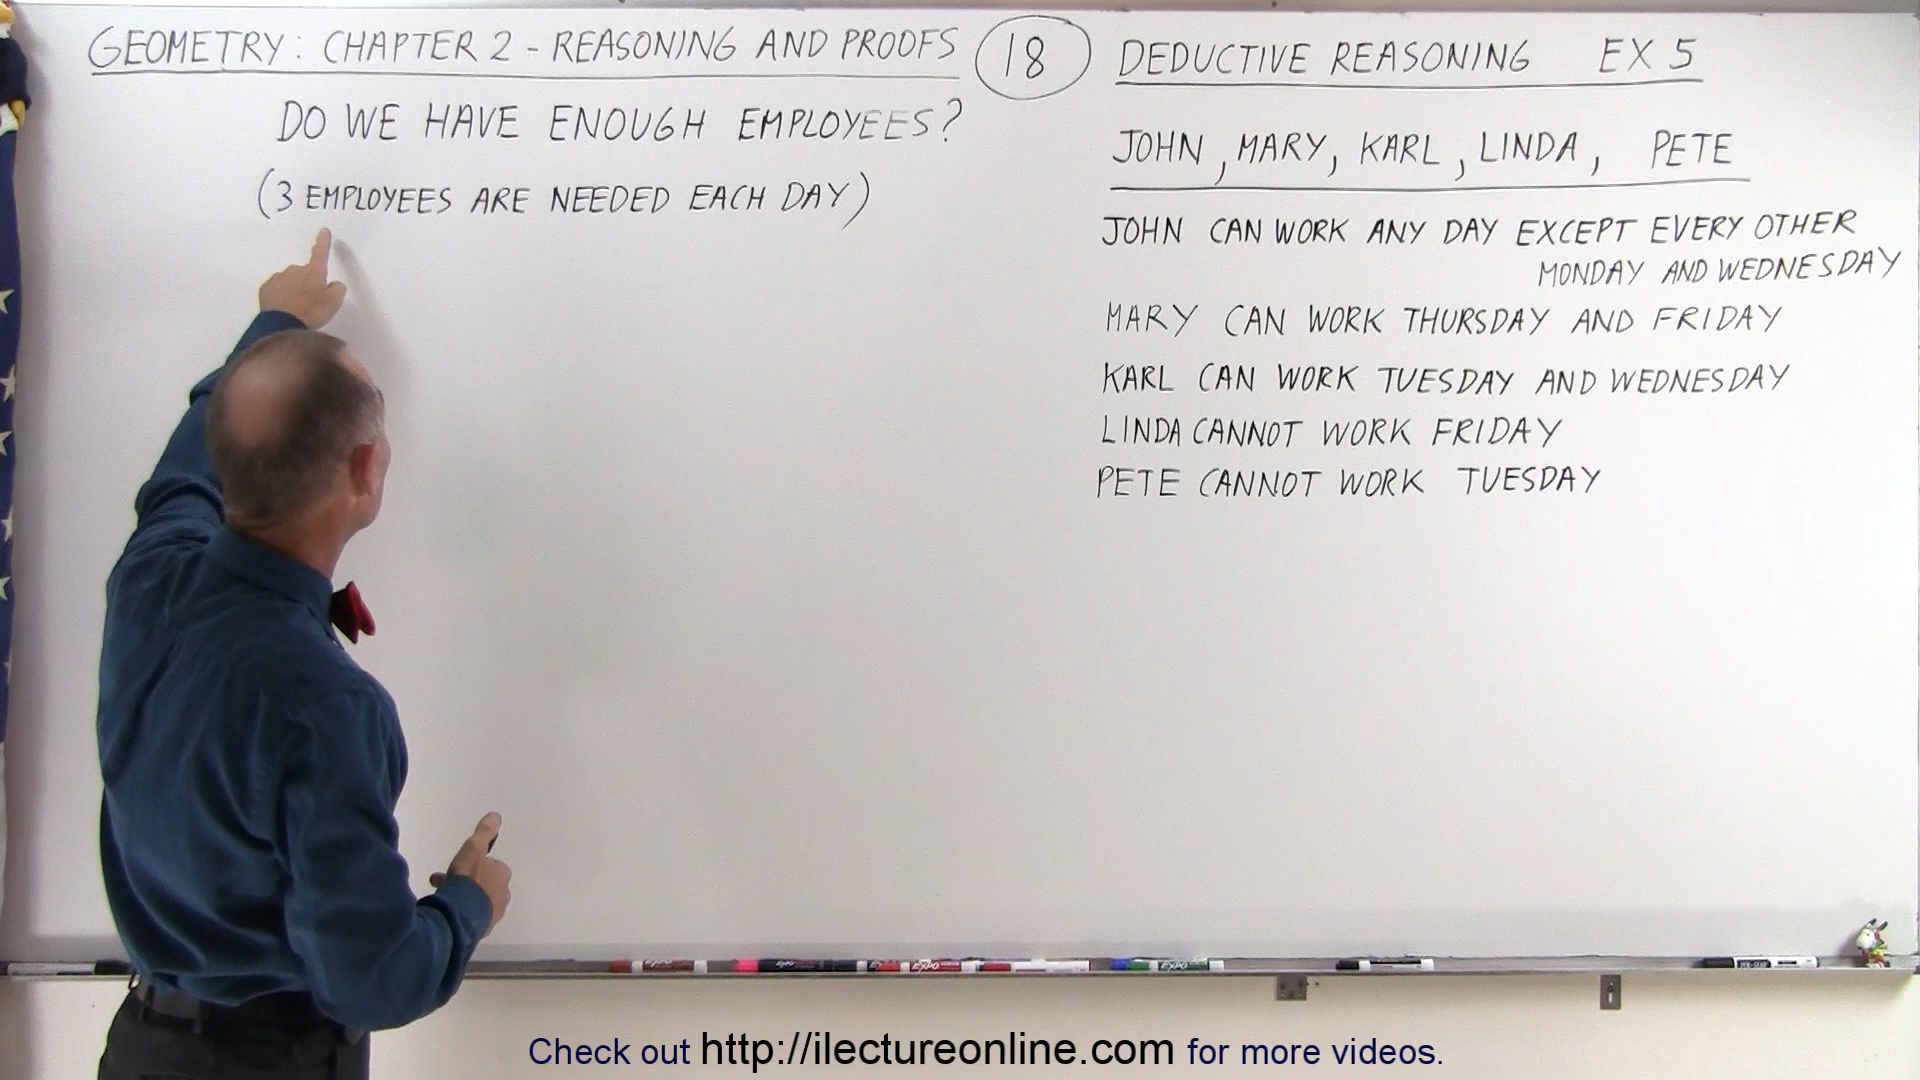 GEOMETRY: CHAPTER 2 - REASONING AND PROOFS
18
DEDUCTIVE REASONING EX 5
DO WE HAVE ENOUGH EMPLOYEES?
(3 EMPLOYEES ARE NEEDED EACH DAY)
JOHN, MARY, KARL, LINDA, PETE
JOHN CAN WORK ANY DAY EXCEPT EVERY OTHER
MONDAY AND WEDNESDAY
MARY CAN WORK THURSDAY AND FRIDAY
KARL CAN WORK TUESDAY AND WEDNESDAY
LINDA CANNOT WORK FRIDAY
PETE CANNOT WORK TUESDAY
EXPO
Check out http://ilectureonline.com for more videos.